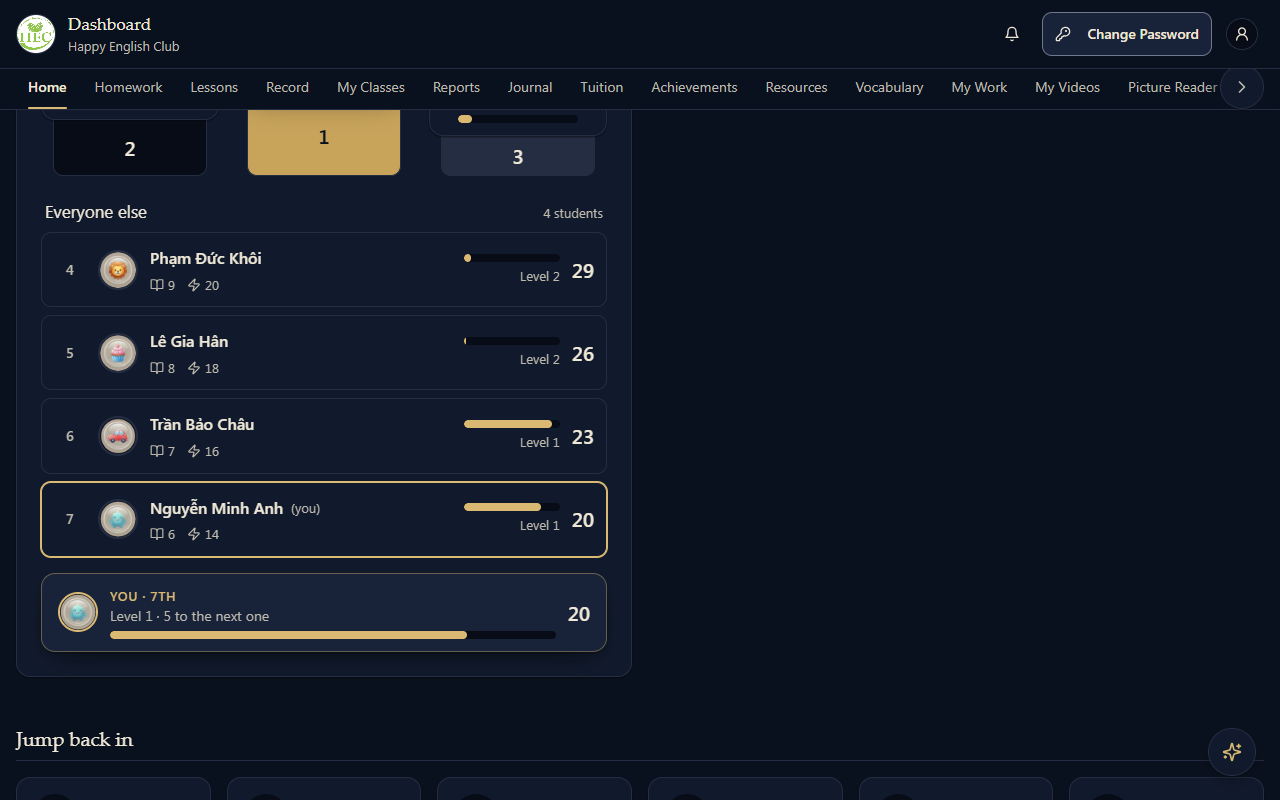 HEC
Dashboard
Happy English Club
Change Password
Home
Homework
Lessons
Record
My Classes
Reports
Journal
Tuition
Achievements
Resources
Vocabulary
My Work
My Videos
Picture Reader
2
1
3
Everyone else
4 students
4
Phạm Đức Khôi
9 20
Level 2
29
5
Lê Gia Hân
8 18
Level 2
26
6
Trần Bảo Châu
7 16
Level 1
23
7
Nguyễn Minh Anh (you)
6 14
Level 1
20
YOU · 7TH
Level 1 · 5 to the next one
20
Jump back in